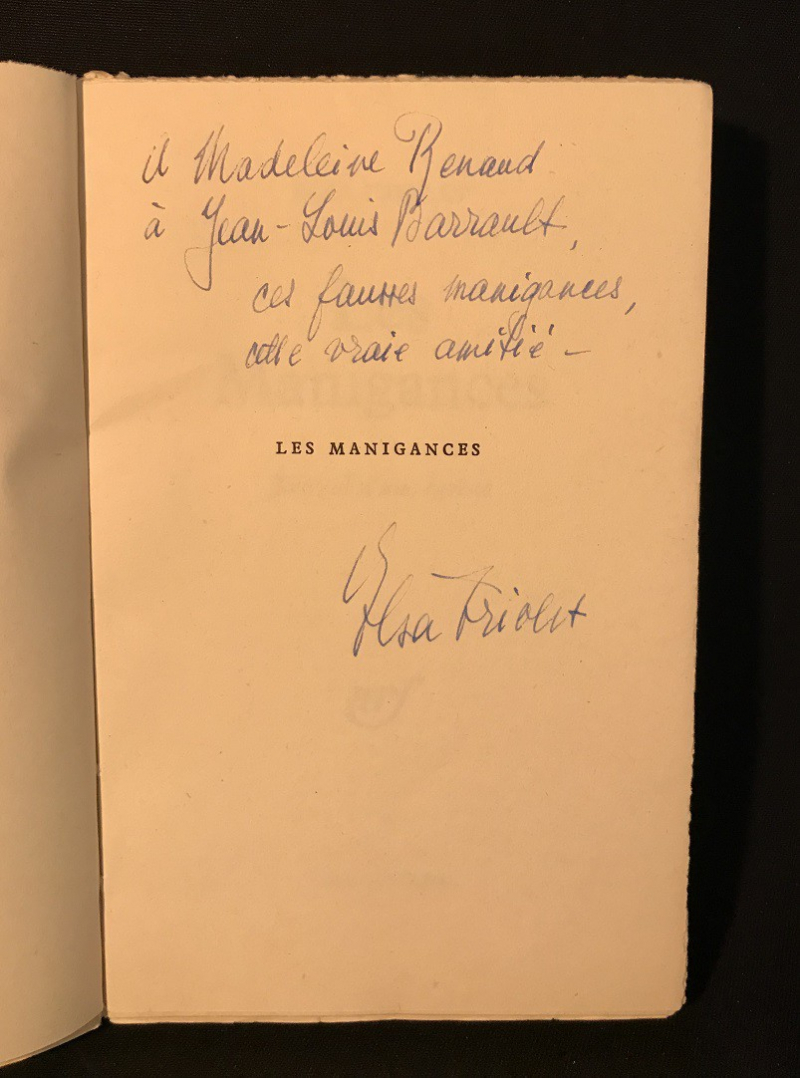 à Madeleine Renaud
à Jean-Louis Barrault,
ces fausses manigances,
cette vraie amitié –
LES MANIGANCES
Elsa Triolet